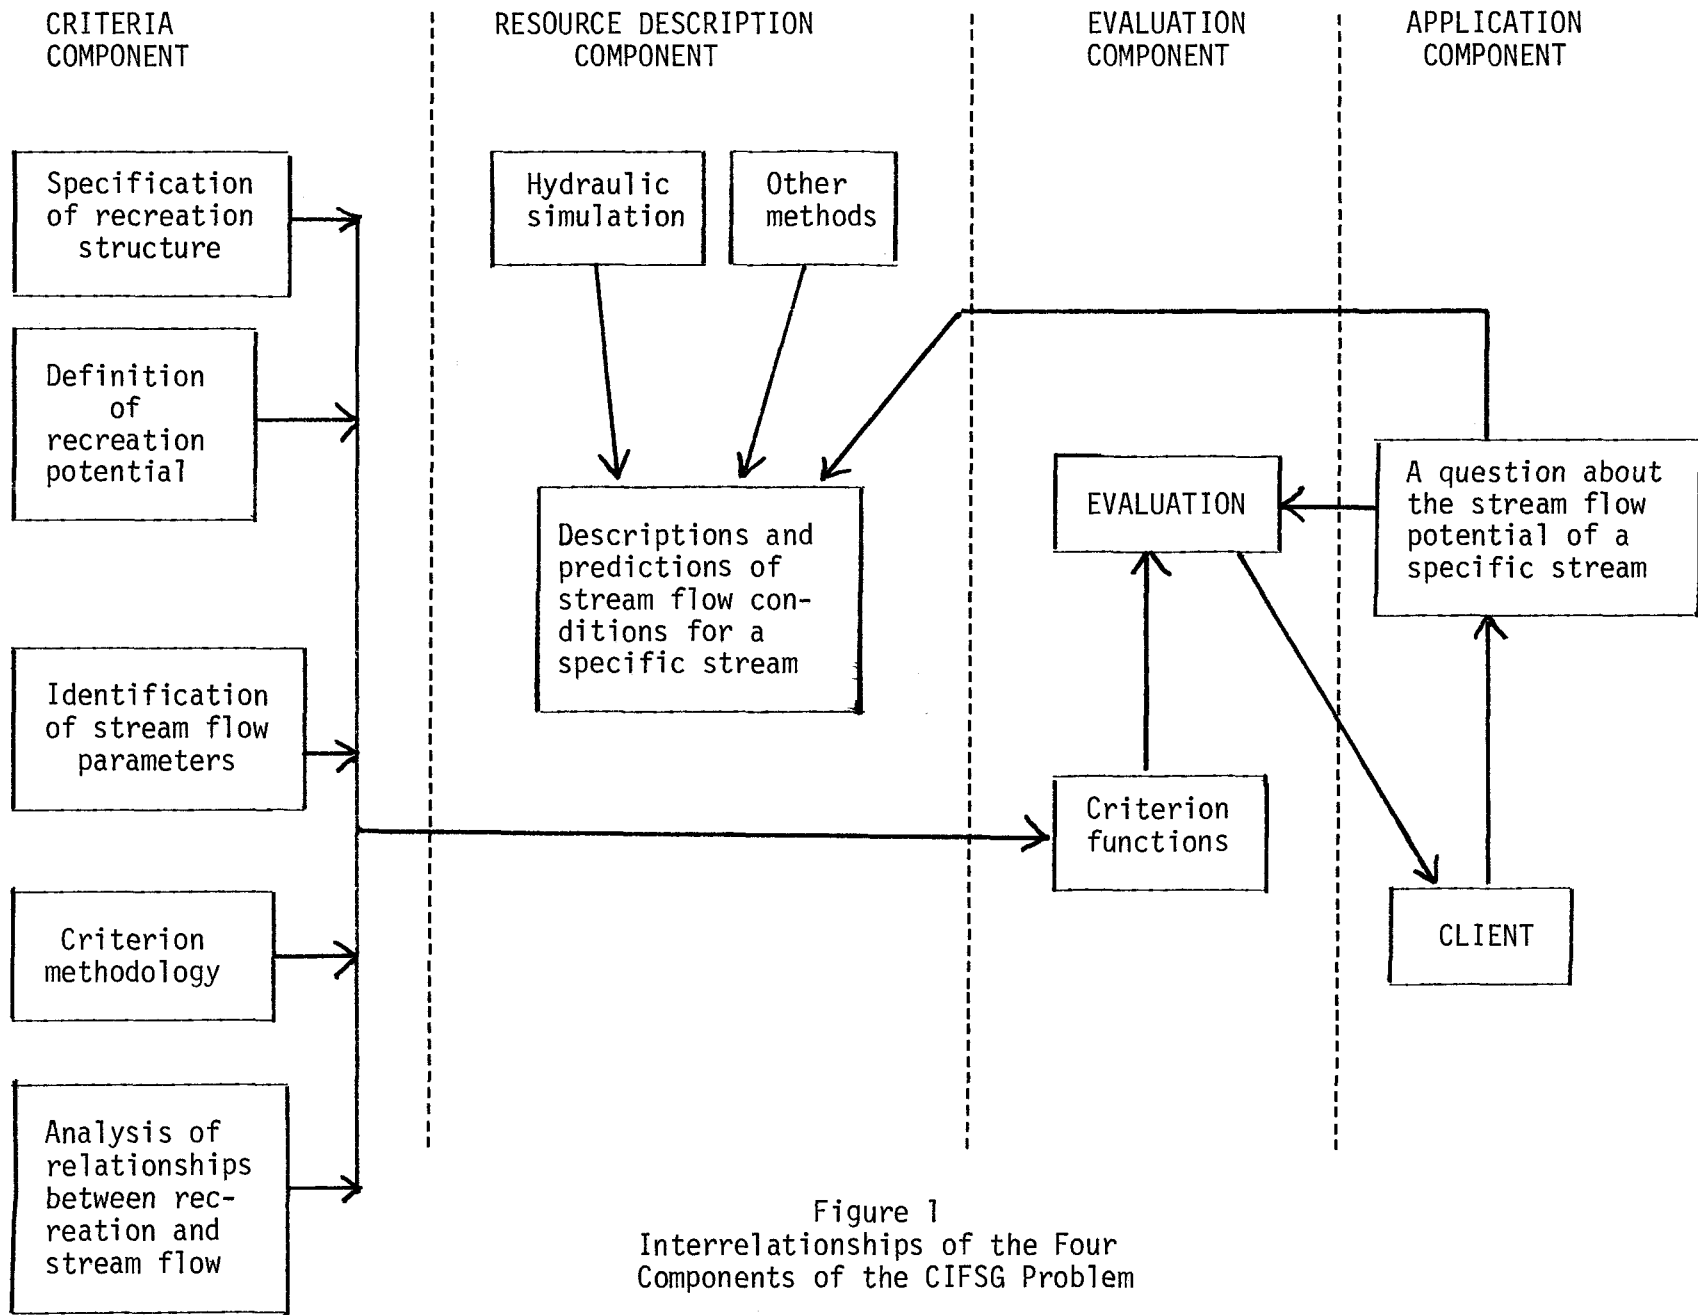 CRITERIA
COMPONENT
RESOURCE DESCRIPTION
COMPONENT
EVALUATION
COMPONENT
APPLICATION
COMPONENT
Specification
of recreation
structure
Definition
of
recreation
potential
Identification
of stream flow
parameters
Criterion
methodology
Analysis of
relationships
between rec-
reation and
stream flow
Hydraulic
simulation
Other
methods
Descriptions and
predictions of
stream flow con-
ditions for a
specific stream
EVALUATION
Criterion
functions
A question about
the stream flow
potential of a
specific stream
CLIENT
Figure 1
Interrelationships of the Four
Components of the CIFSG Problem